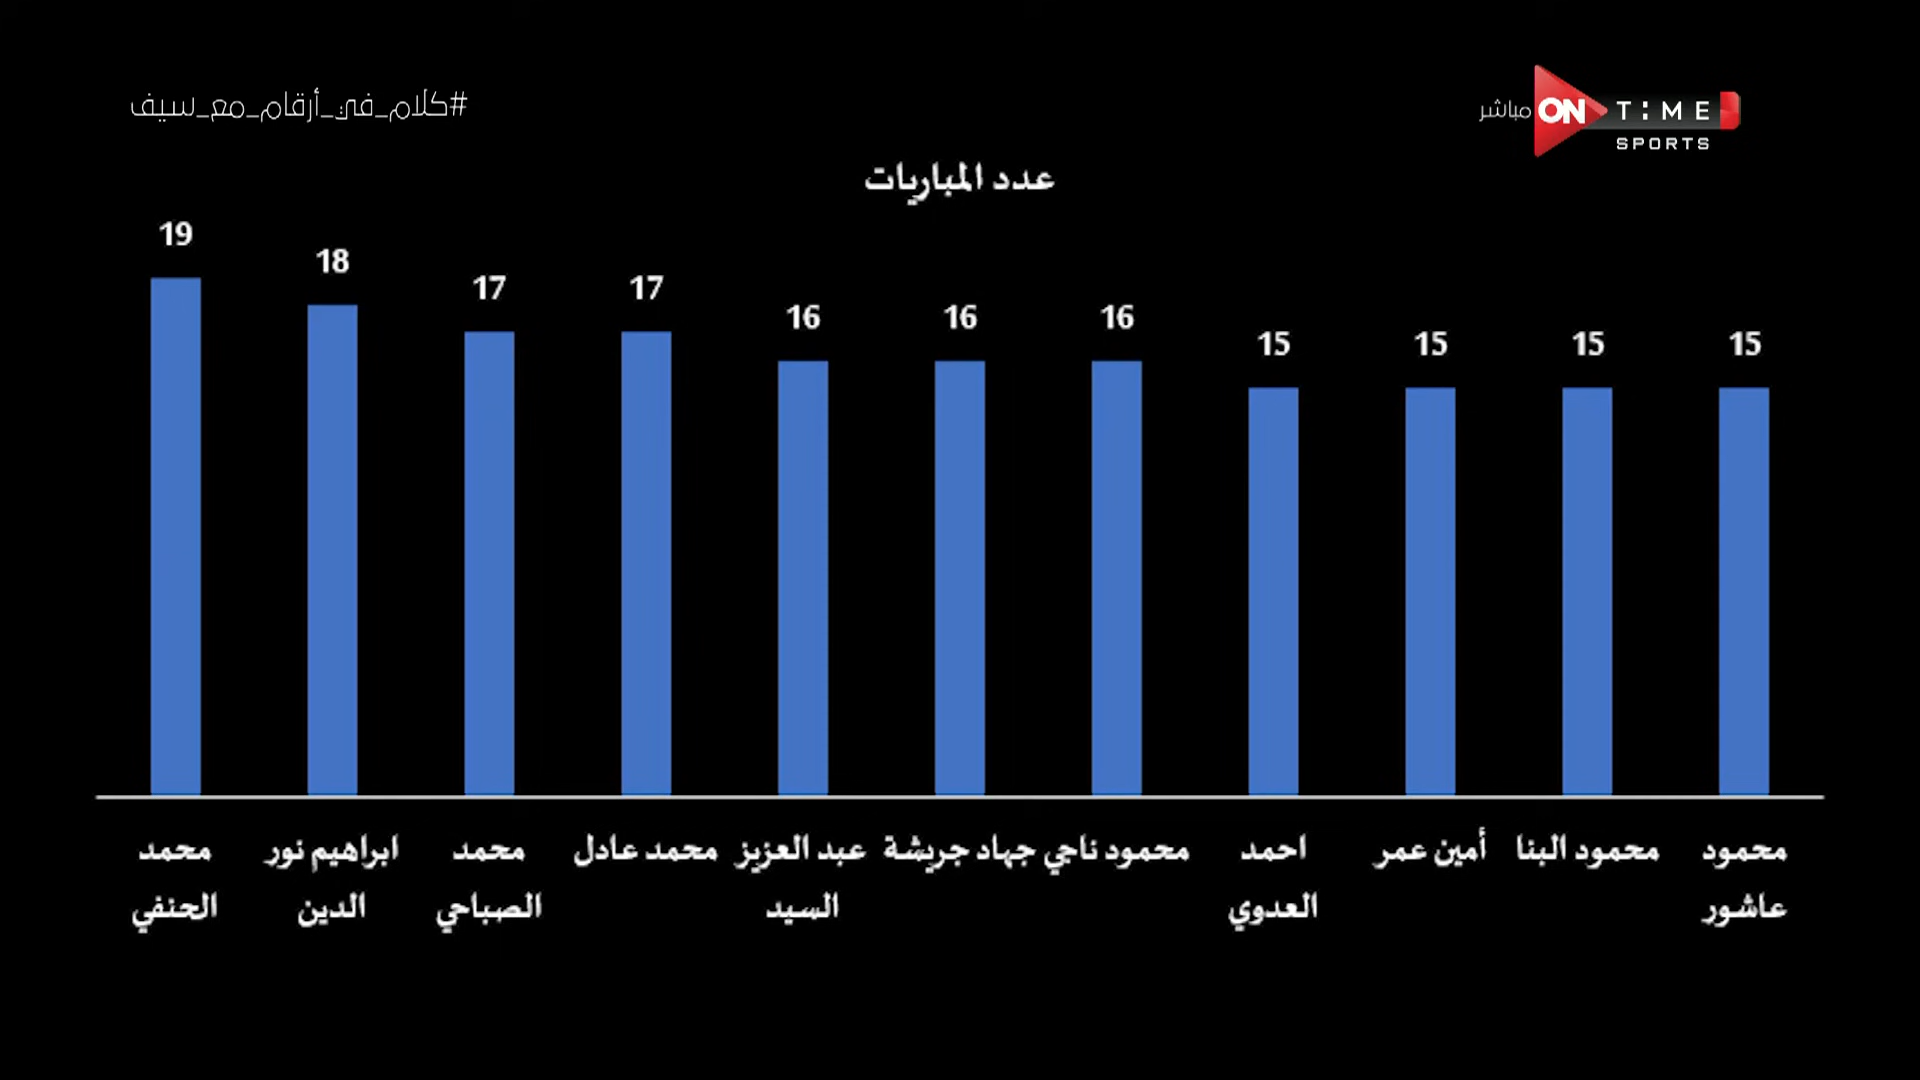 #كلام_في_أرقام_مع_سيف
مباشر ON TIME
SPORTS
عدد المباريات
19
18
17
17
16
16
16
15
15
15
15
محمد الحنفي
ابراهيم نور الدين
محمد الصباحي
محمد عادل
عبد العزيز السيد
جهاد جريشة
محمود ناجي
احمد العدوي
أمين عمر
محمود البنا
محمود عاشور